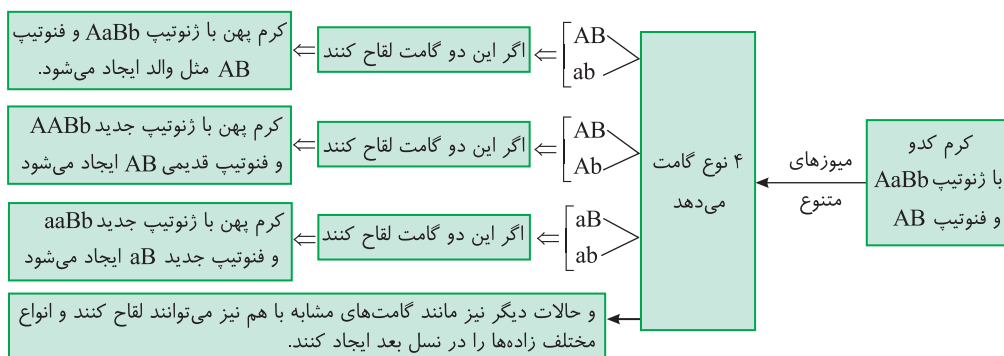 کرم کدو
با ژنوتیپ AaBb
و فنوتیپ AB
میوزهای
متنوع
۴ نوع گامت
می‌دهد
AB
ab
اگر این دو گامت لقاح کنند
کرم پهن با ژنوتیپ AaBb و فنوتیپ
AB مثل والد ایجاد می‌شود.
AB
Ab
اگر این دو گامت لقاح کنند
کرم پهن با ژنوتیپ جدید AABb
و فنوتیپ قدیمی AB ایجاد می‌شود
aB
ab
اگر این دو گامت لقاح کنند
کرم پهن با ژنوتیپ جدید aaBb
و فنوتیپ جدید aB ایجاد می‌شود
و حالات دیگر نیز مانند گامت‌های مشابه با هم نیز می‌توانند لقاح کنند و انواع
مختلف زاده‌ها را در نسل بعد ایجاد کنند.